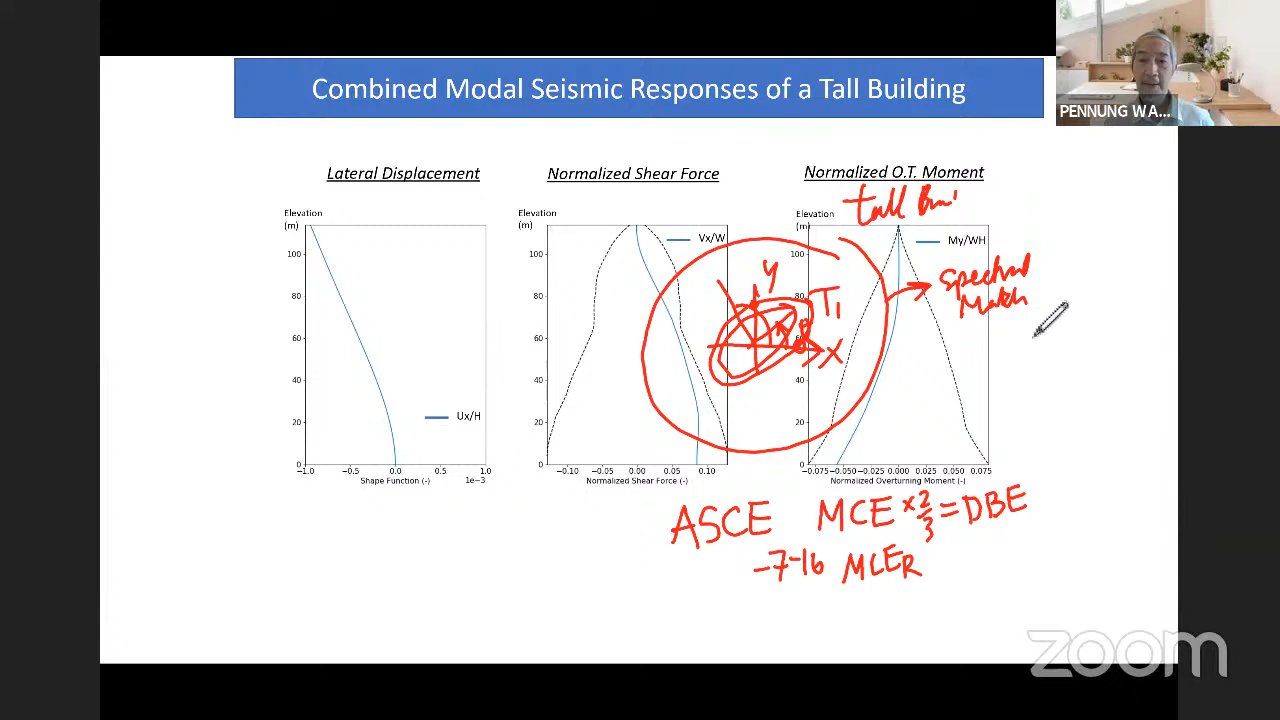 Combined Modal Seismic Responses of a Tall Building
PENNUNG WA...
Lateral Displacement
Normalized Shear Force
Normalized O.T. Moment
tall
Elevation
(m)
100
80
60
40
20
0
-1.0 -0.5 0.0 0.5 1.0
Shape Function (-)
1e-3
Ux/H
Elevation
(m)
100
80
60
40
20
0
-0.10 -0.05 0.00 0.05 0.10
Normalized Shear Force (-)
Vx/W
Elevation
(m)
100
80
60
40
20
0
-0.075 -0.050 -0.025 0.000 0.025 0.050 0.075
Normalized Overturning Moment (-)
My/WH
y
T1
X
Spectral
Match
ASCE MCE × 2/3 = DBE
-7-16 MCER
zoom